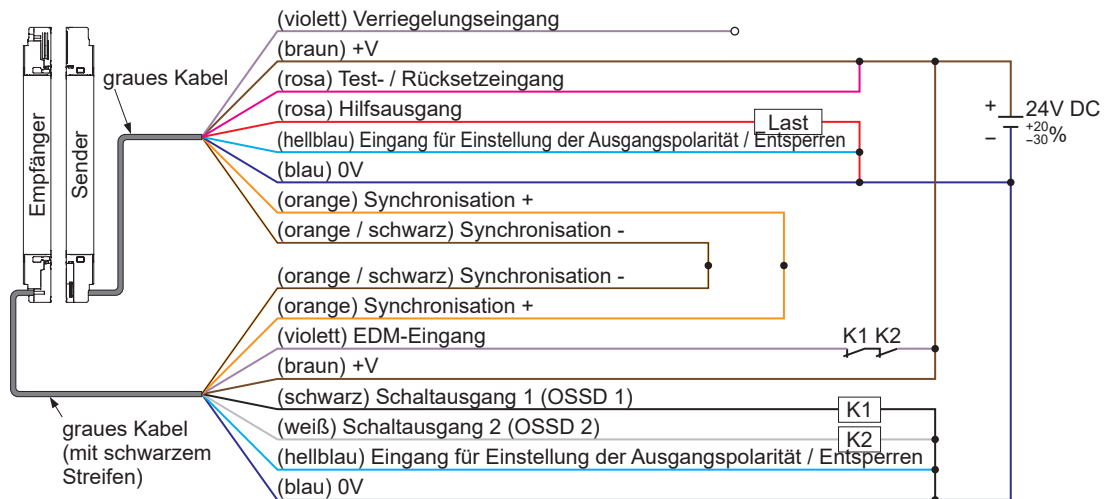 (violett) Verriegelungseingang
(braun) +V
graues Kabel
(rosa) Test- / Rücksetzeingang
(rosa) Hilfsausgang
Last
+
24V DC
+20
–30 %
–
(hellblau) Eingang für Einstellung der Ausgangspolarität / Entsperren
(blau) 0V
Empfänger
Sender
(orange) Synchronisation +
(orange / schwarz) Synchronisation -
(orange / schwarz) Synchronisation -
(orange) Synchronisation +
(violett) EDM-Eingang
K1 K2
(braun) +V
(schwarz) Schaltausgang 1 (OSSD 1)
K1
(weiß) Schaltausgang 2 (OSSD 2)
K2
graues Kabel
(mit schwarzem
Streifen)
(hellblau) Eingang für Einstellung der Ausgangspolarität / Entsperren
(blau) 0V